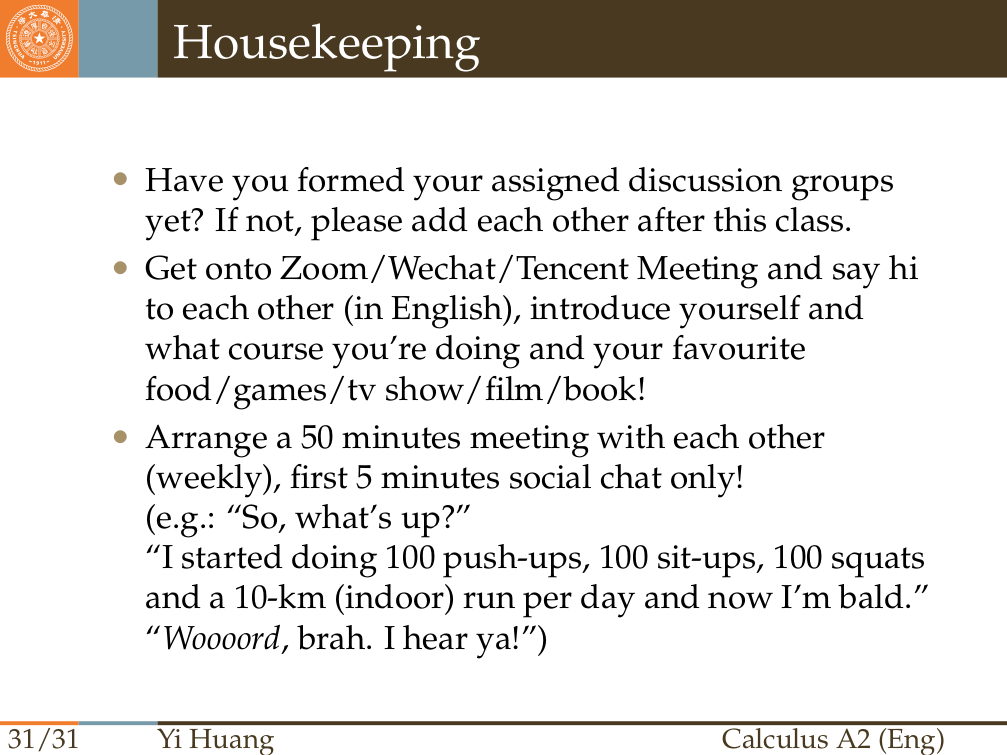 Housekeeping
• Have you formed your assigned discussion groups
yet? If not, please add each other after this class.
• Get onto Zoom/Wechat/Tencent Meeting and say hi
to each other (in English), introduce yourself and
what course you’re doing and your favourite
food/games/tv show/film/book!
• Arrange a 50 minutes meeting with each other
(weekly), first 5 minutes social chat only!
(e.g.: “So, what’s up?”
“I started doing 100 push-ups, 100 sit-ups, 100 squats
and a 10-km (indoor) run per day and now I’m bald.”
“Woooord, brah. I hear ya!”)
31/31 Yi Huang Calculus A2 (Eng)